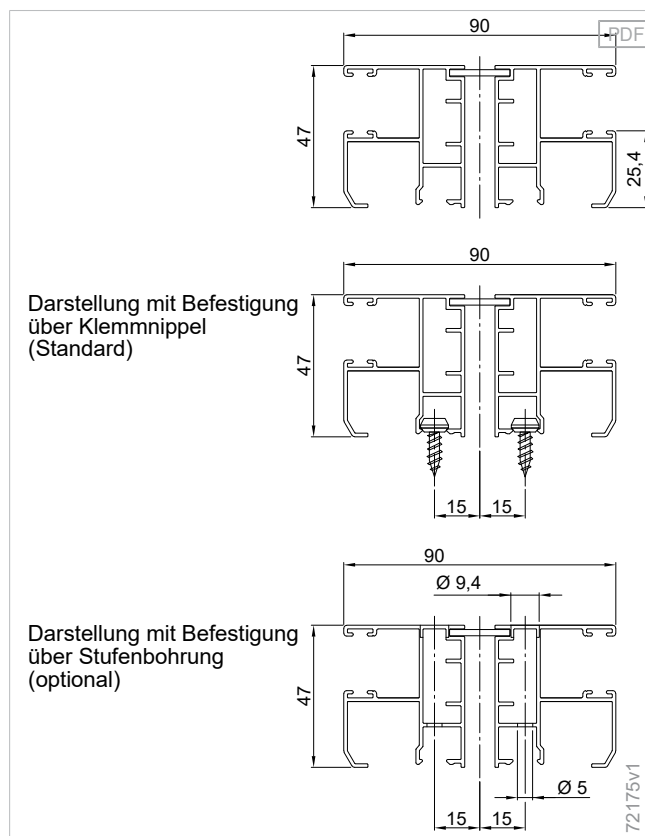 90
PDF
47
25,4
90
Darstellung mit Befestigung
über Klemmnippel
(Standard)
47
15 15
90
Ø 9,4
Darstellung mit Befestigung
über Stufenbohrung
(optional)
47
Ø 5
15 15
72175v1